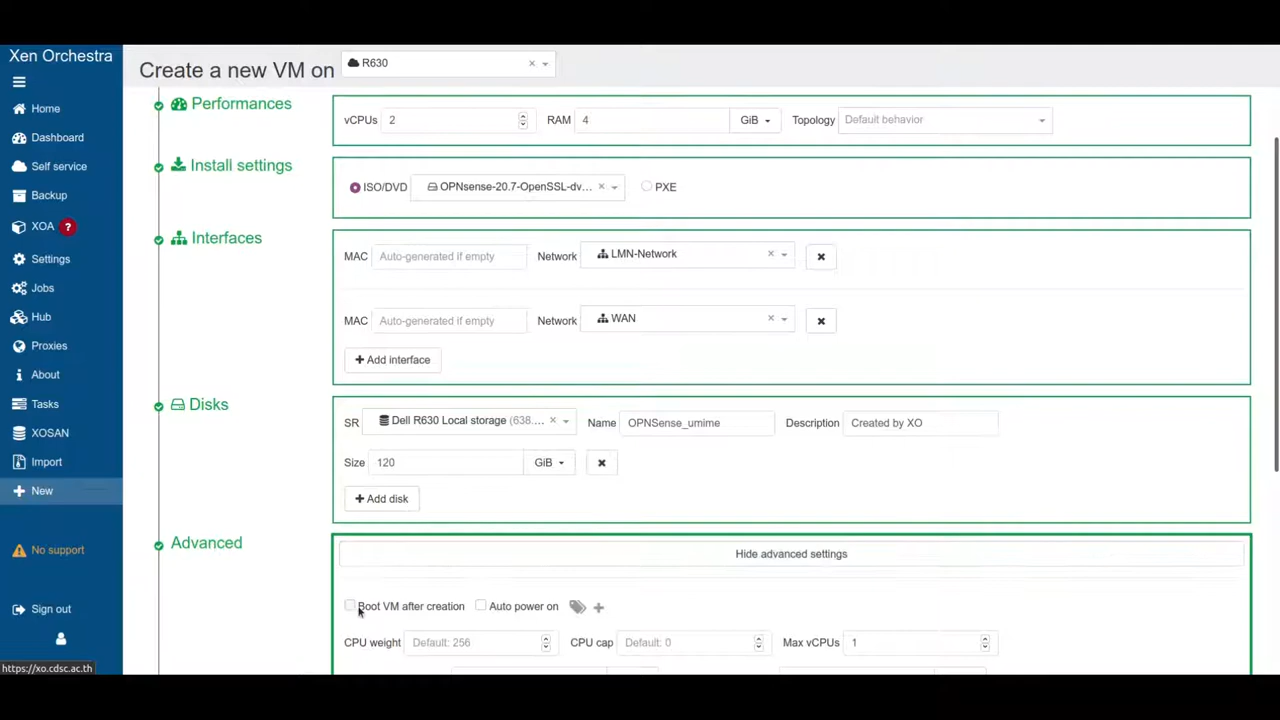 Xen Orchestra
Home
Dashboard
Self service
Backup
XOA ?
Settings
Jobs
Hub
Proxies
About
Tasks
XOSAN
Import
New
No support
Sign out
https://xo.cdsc.ac.th
Create a new VM on R630
Performances
vCPUs 2 RAM 4 GiB Topology Default behavior
Install settings
ISO/DVD OPNsense-20.7-OpenSSL-dv... PXE
Interfaces
MAC Auto-generated if empty Network LMN-Network
MAC Auto-generated if empty Network WAN
Add interface
Disks
SR Dell R630 Local storage (638.... Name OPNSense_umime Description Created by XO
Size 120 GiB
Add disk
Advanced
Hide advanced settings
Boot VM after creation Auto power on
CPU weight Default: 256 CPU cap Default: 0 Max vCPUs 1